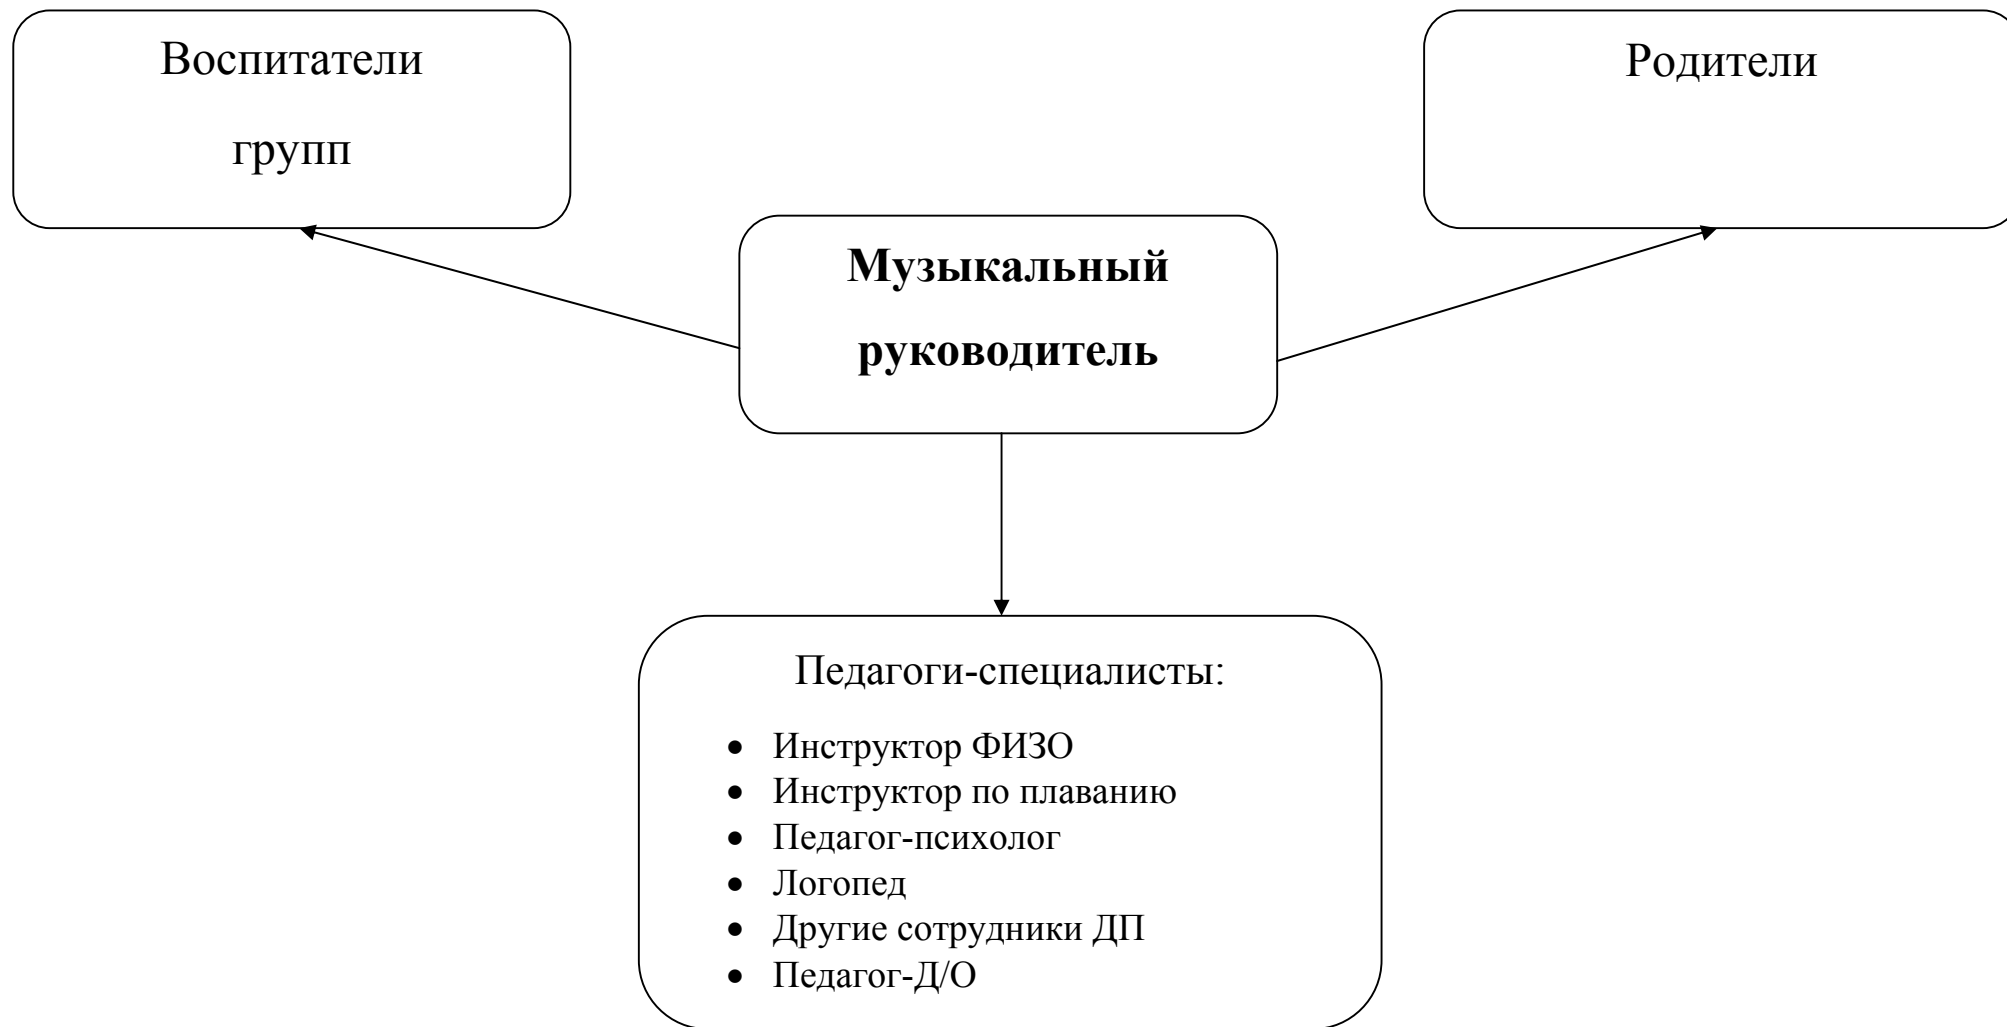 Воспитатели
групп
Родители
Музыкальный
руководитель
Педагоги-специалисты:
• Инструктор ФИЗО
• Инструктор по плаванию
• Педагог-психолог
• Логопед
• Другие сотрудники ДП
• Педагог-Д/О